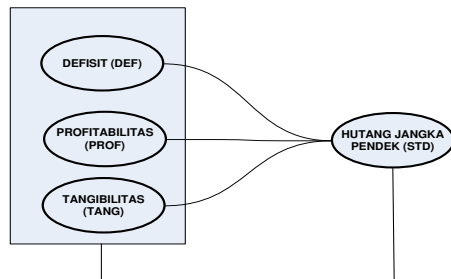 DEFISIT (DEF)
PROFITABILITAS
(PROF)
TANGIBILITAS
(TANG)
HUTANG JANGKA
PENDEK (STD)